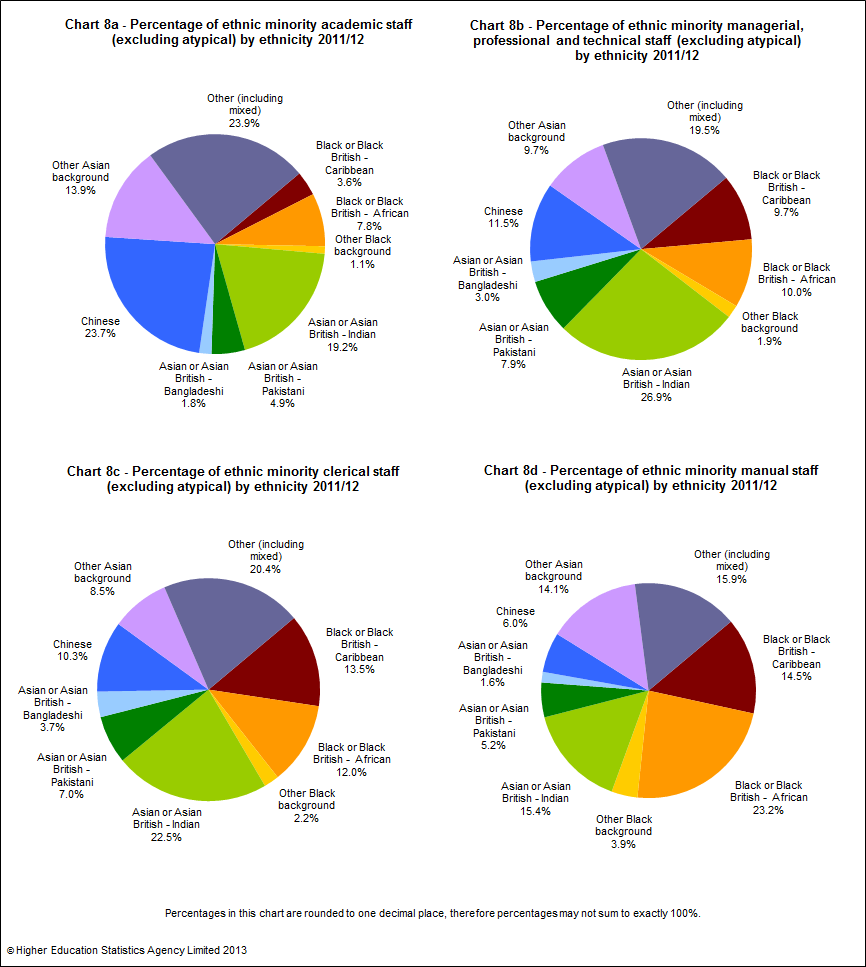 Chart 8a - Percentage of ethnic minority academic staff
(excluding atypical) by ethnicity 2011/12
Other (including
mixed)
23.9%
Black or Black
British -
Caribbean
3.6%
Black or Black
British - African
7.8%
Other Black
background
1.1%
Asian or Asian
British - Indian
19.2%
Asian or Asian
British -
Pakistani
4.9%
Asian or Asian
British -
Bangladeshi
1.8%
Chinese
23.7%
Other Asian
background
13.9%
Chart 8b - Percentage of ethnic minority managerial,
professional and technical staff (excluding atypical)
by ethnicity 2011/12
Other (including
mixed)
19.5%
Black or Black
British -
Caribbean
9.7%
Black or Black
British - African
10.0%
Other Black
background
1.9%
Asian or Asian
British - Indian
26.9%
Asian or Asian
British -
Pakistani
7.9%
Asian or Asian
British -
Bangladeshi
3.0%
Chinese
11.5%
Other Asian
background
9.7%
Chart 8c - Percentage of ethnic minority clerical staff
(excluding atypical) by ethnicity 2011/12
Other (including
mixed)
20.4%
Black or Black
British -
Caribbean
13.5%
Black or Black
British - African
12.0%
Other Black
background
2.2%
Asian or Asian
British - Indian
22.5%
Asian or Asian
British -
Pakistani
7.0%
Asian or Asian
British -
Bangladeshi
3.7%
Chinese
10.3%
Other Asian
background
8.5%
Chart 8d - Percentage of ethnic minority manual staff
(excluding atypical) by ethnicity 2011/12
Other (including
mixed)
15.9%
Black or Black
British -
Caribbean
14.5%
Black or Black
British - African
23.2%
Other Black
background
3.9%
Asian or Asian
British - Indian
15.4%
Asian or Asian
British -
Pakistani
5.2%
Asian or Asian
British -
Bangladeshi
1.6%
Chinese
6.0%
Other Asian
background
14.1%
Percentages in this chart are rounded to one decimal place, therefore percentages may not sum to exactly 100%.
© Higher Education Statistics Agency Limited 2013